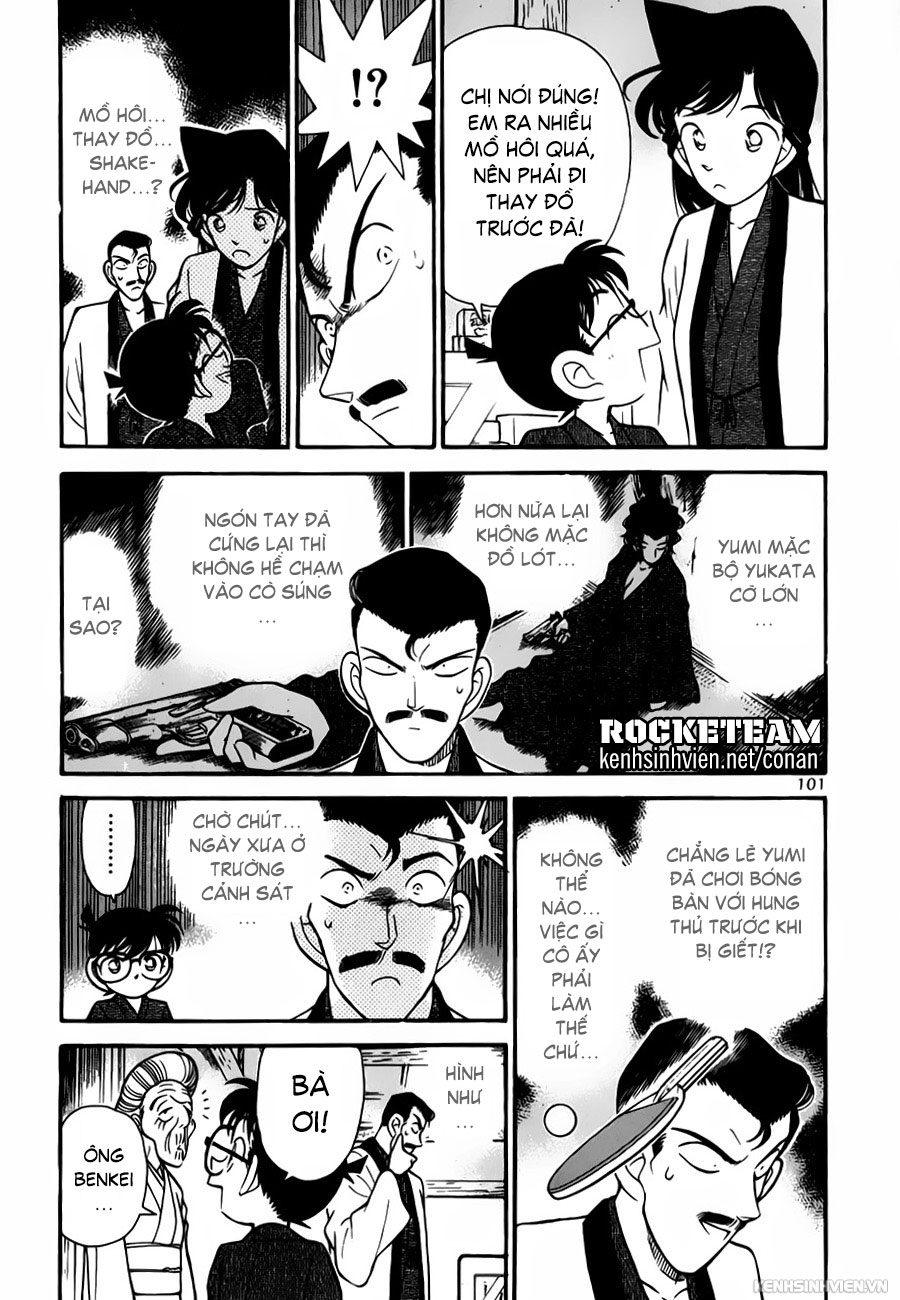 CHỊ NÓI ĐÚNG!
EM RA NHIỀU
MỒ HÔI QUÁ,
NÊN PHẢI ĐI
THAY ĐỒ
TRƯỚC ĐÃ!
!?
MỒ HÔI...
THAY ĐỒ...
SHAKE-
HAND...?
YUMI MẶC
BỘ YUKATA
CỠ LỚN
...
HƠN NỮA LẠI
KHÔNG MẶC
ĐỒ LÓT...
NGÓN TAY ĐÃ
CỨNG LẠI THÌ
KHÔNG HỀ CHẠM
VÀO CÒ SÚNG
...
TẠI
SAO?
ROCKETEAM
kenhsinhvien.net/conan
101
CHẲNG LẼ YUMI
ĐÃ CHƠI BÓNG
BÀN VỚI HUNG
THỦ TRƯỚC KHI
BỊ GIẾT!?
KHÔNG
THỂ
NÀO...
VIỆC GÌ
CÔ ẤY
PHẢI
LÀM
THẾ
CHỨ...
CHỜ CHÚT...
NGÀY XƯA Ở
TRƯỜNG
CẢNH SÁT
...
........
HÌNH
NHƯ
BÀ
ƠI!
ÔNG
BENKEI
...
KENHSINHVIEN.VN